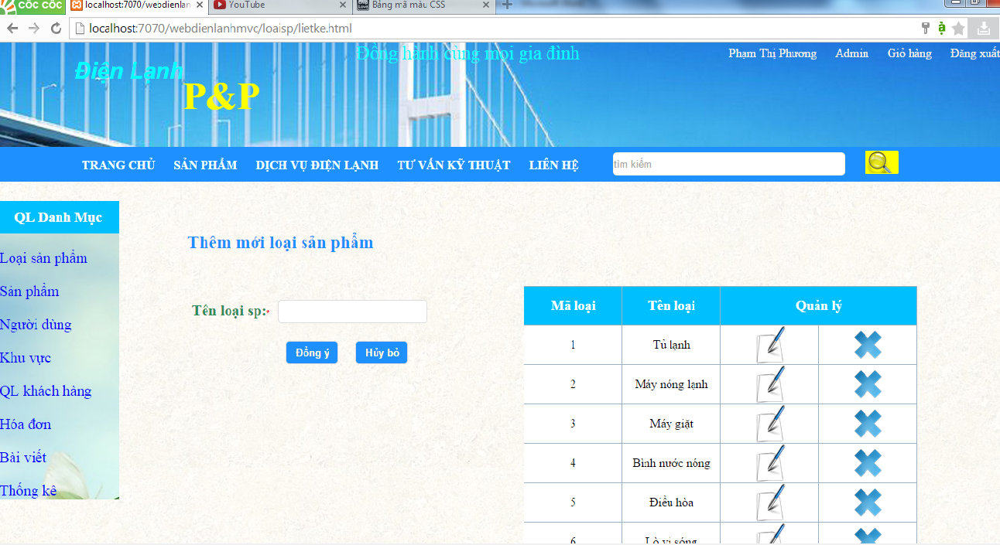 CỐC CỐC
localhost:7070/webdienlan
YouTube
Bảng mã màu CSS
localhost:7070/webdienlanhmvc/loaisp/lietke.html
Đồng hành cùng mọi gia đình
Phạm Thị Phương Admin Giỏ hàng Đăng xuất
Điện Lạnh
P&P
TRANG CHỦ SẢN PHẨM DỊCH VỤ ĐIỆN LẠNH TƯ VẤN KỸ THUẬT LIÊN HỆ tìm kiếm
QL Danh Mục
Loại sản phẩm
Sản phẩm
Người dùng
Khu vực
QL khách hàng
Hóa đơn
Bài viết
Thống kê
Thêm mới loại sản phẩm
Tên loại sp:*
Đồng ý Hủy bỏ
Mã loại Tên loại Quản lý
1 Tủ lạnh
2 Máy nóng lạnh
3 Máy giặt
4 Bình nước nóng
5 Điều hòa
6 Lò vi sóng